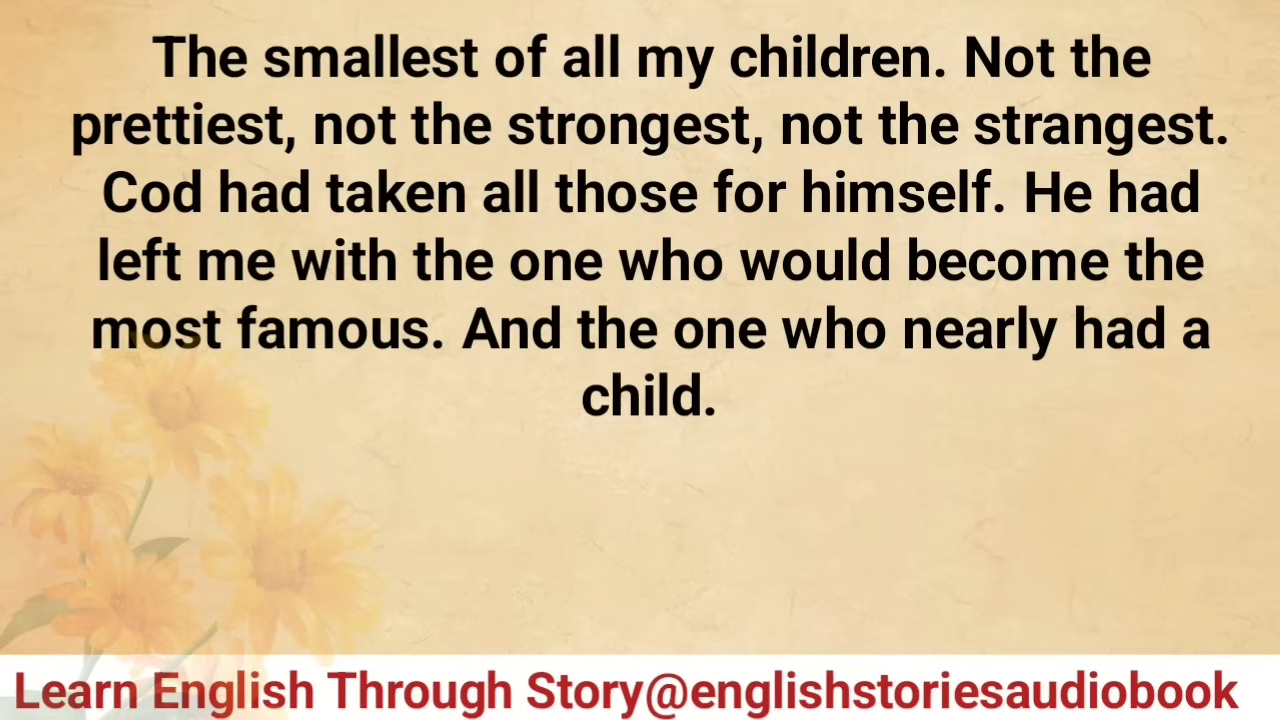 The smallest of all my children. Not the
prettiest, not the strongest, not the strangest.
Cod had taken all those for himself. He had
left me with the one who would become the
most famous. And the one who nearly had a
child.
Learn English Through Story@englishstoriesaudiobook